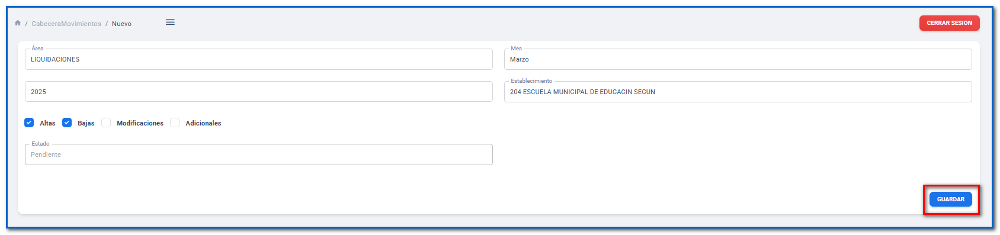 / CabeceraMovimientos / Nuevo
CERRAR SESION
Área
LIQUIDACIONES
Mes
Marzo
2025
Establecimiento
204 ESCUELA MUNICIPAL DE EDUCACIN SECUN
Altas Bajas Modificaciones Adicionales
Estado
Pendiente
GUARDAR